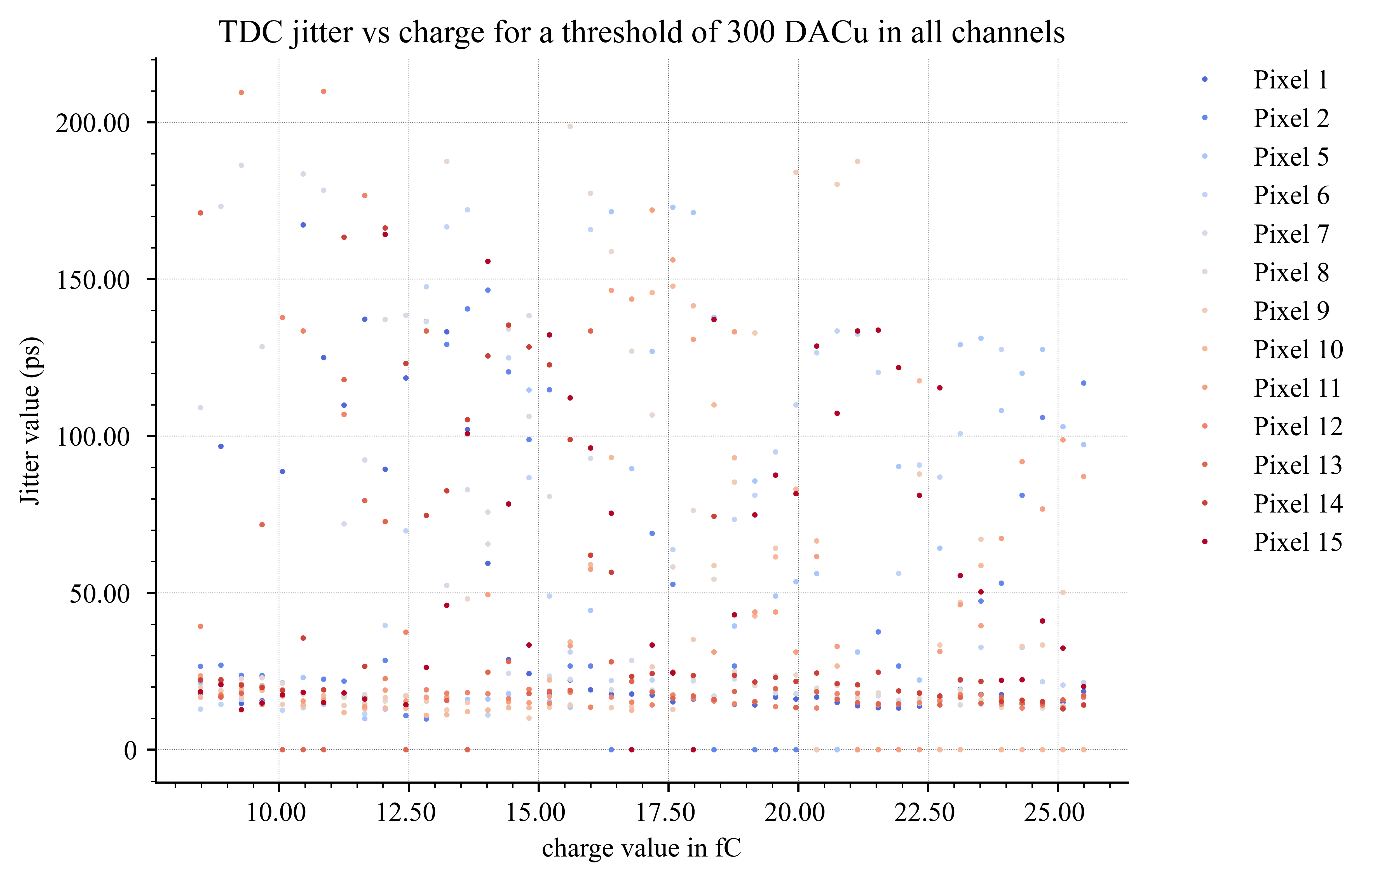 TDC jitter vs charge for a threshold of 300 DACu in all channels
Jitter value (ps)
200.00
150.00
100.00
50.00
0
10.00 12.50 15.00 17.50 20.00 22.50 25.00
charge value in fC
Pixel 1
Pixel 2
Pixel 5
Pixel 6
Pixel 7
Pixel 8
Pixel 9
Pixel 10
Pixel 11
Pixel 12
Pixel 13
Pixel 14
Pixel 15